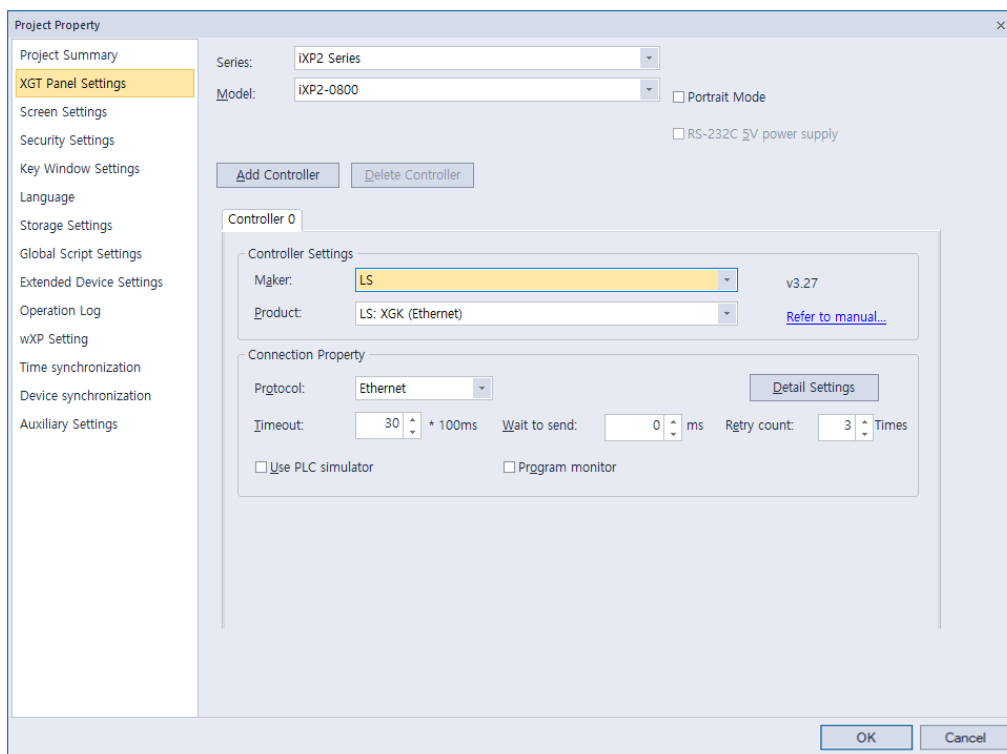 Project Property
Project Summary
XGT Panel Settings
Screen Settings
Security Settings
Key Window Settings
Language
Storage Settings
Global Script Settings
Extended Device Settings
Operation Log
wXP Setting
Time synchronization
Device synchronization
Auxiliary Settings
Series: iXP2 Series
Model: iXP2-0800
Portrait Mode
RS-232C 5V power supply
Add Controller Delete Controller
Controller 0
Controller Settings
Maker: LS v3.27
Product: LS: XGK (Ethernet) Refer to manual...
Connection Property
Protocol: Ethernet Detail Settings
Timeout: 30 * 100ms Wait to send: 0 ms Retry count: 3 Times
Use PLC simulator Program monitor
OK Cancel